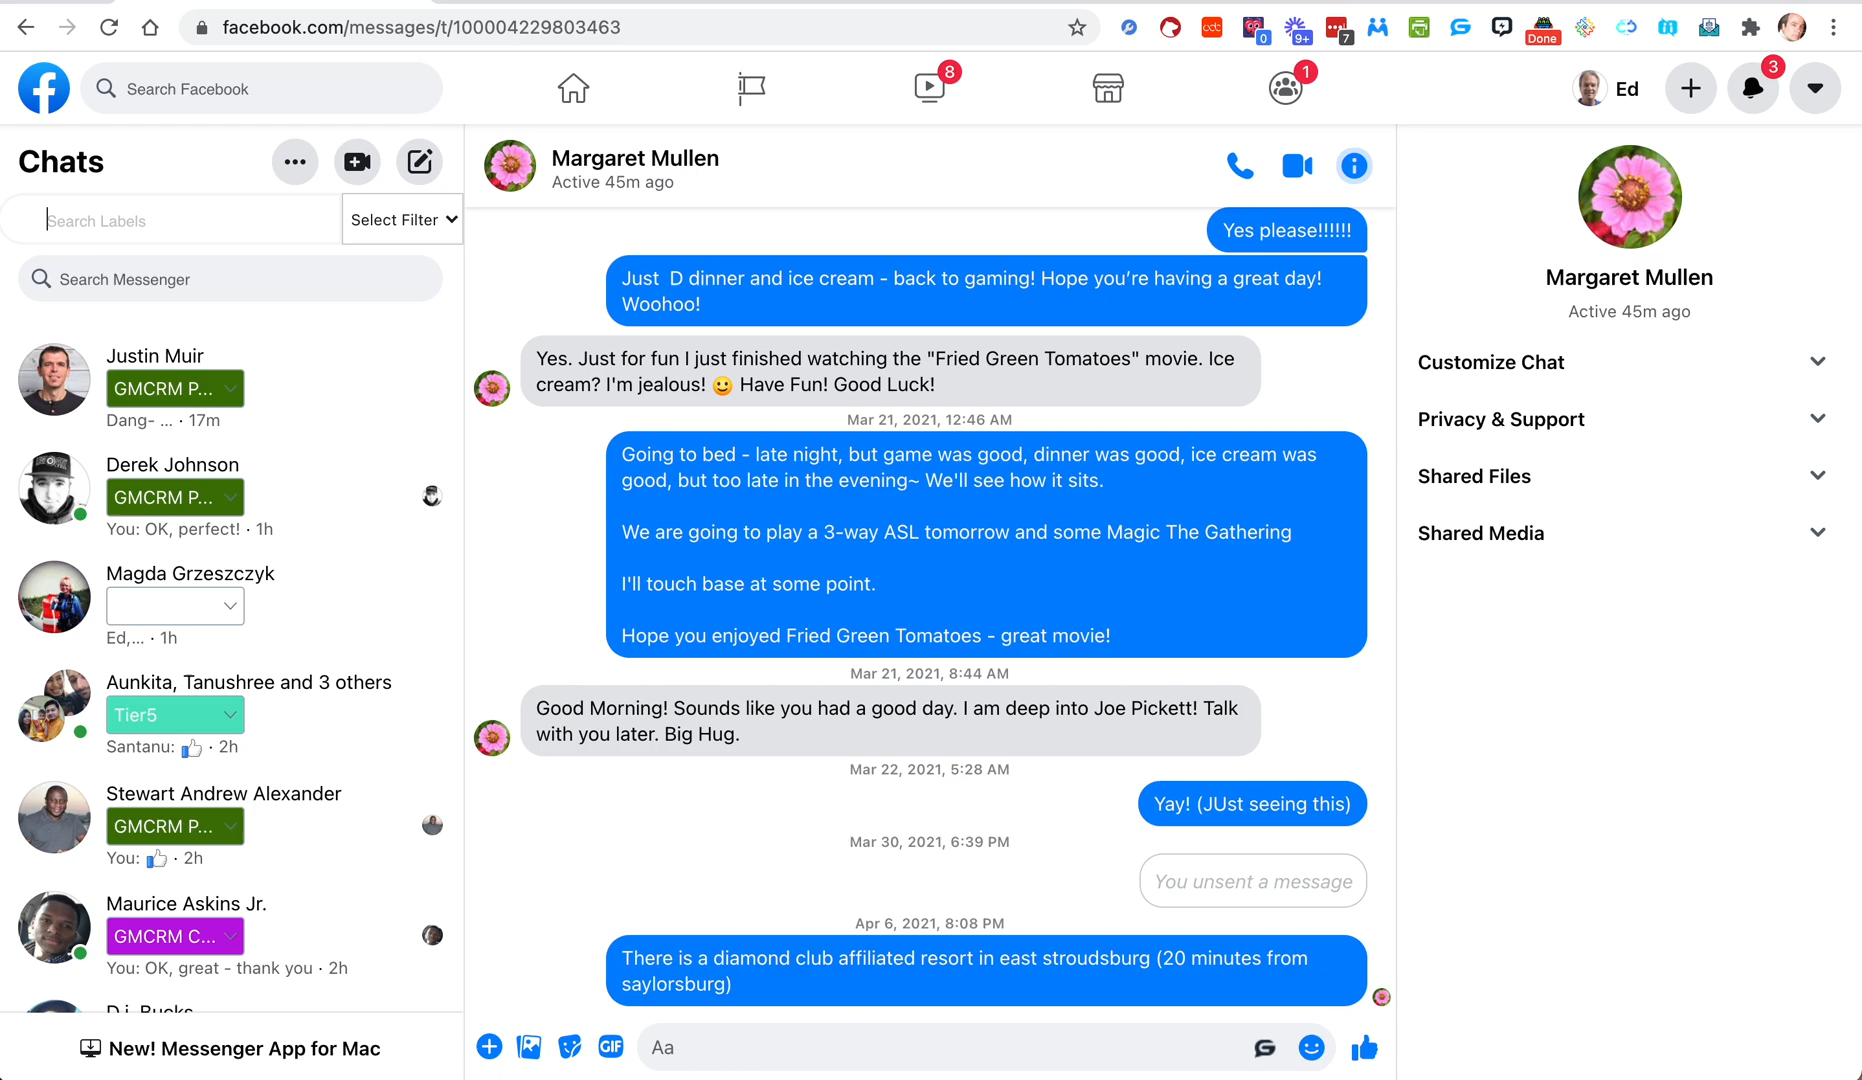 facebook.com/messages/t/100004229803463
0
9+
7
Done
Search Facebook
8
1
Ed
3
Chats
Search Labels
Select Filter
Search Messenger
Justin Muir
GMCRM P...
Dang- ... · 17m
Derek Johnson
GMCRM P...
You: OK, perfect! · 1h
Magda Grzeszczyk
Ed,... · 1h
Aunkita, Tanushree and 3 others
Tier5
Santanu: 👍 · 2h
Stewart Andrew Alexander
GMCRM P...
You: 👍 · 2h
Maurice Askins Jr.
GMCRM C...
You: OK, great - thank you · 2h
New! Messenger App for Mac
Margaret Mullen
Active 45m ago
Yes please!!!!!!
Just  D dinner and ice cream - back to gaming! Hope you’re having a great day!
Woohoo!
Yes. Just for fun I just finished watching the "Fried Green Tomatoes" movie. Ice
cream? I'm jealous! 🙂 Have Fun! Good Luck!
Mar 21, 2021, 12:46 AM
Going to bed - late night, but game was good, dinner was good, ice cream was
good, but too late in the evening~ We'll see how it sits.
We are going to play a 3-way ASL tomorrow and some Magic The Gathering
I'll touch base at some point.
Hope you enjoyed Fried Green Tomatoes - great movie!
Mar 21, 2021, 8:44 AM
Good Morning! Sounds like you had a good day. I am deep into Joe Pickett! Talk
with you later. Big Hug.
Mar 22, 2021, 5:28 AM
Yay! (JUst seeing this)
Mar 30, 2021, 6:39 PM
You unsent a message
Apr 6, 2021, 8:08 PM
There is a diamond club affiliated resort in east stroudsburg (20 minutes from
saylorsburg)
GIF
Aa
Margaret Mullen
Active 45m ago
Customize Chat
Privacy & Support
Shared Files
Shared Media